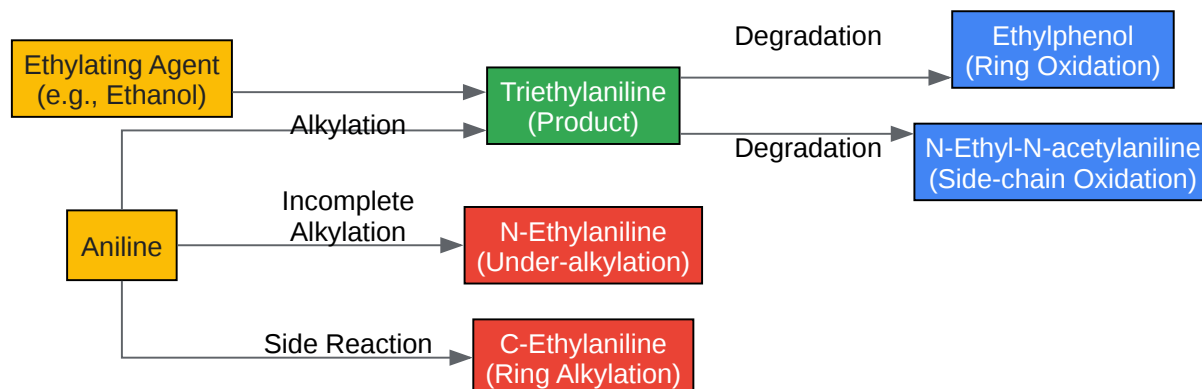 Ethylating Agent
(e.g., Ethanol)
Alkylation
Aniline
Incomplete
Alkylation
Side Reaction
Triethylaniline
(Product)
N-Ethylaniline
(Under-alkylation)
C-Ethylaniline
(Ring Alkylation)
Degradation
Degradation
Ethylphenol
(Ring Oxidation)
N-Ethyl-N-acetylaniline
(Side-chain Oxidation)